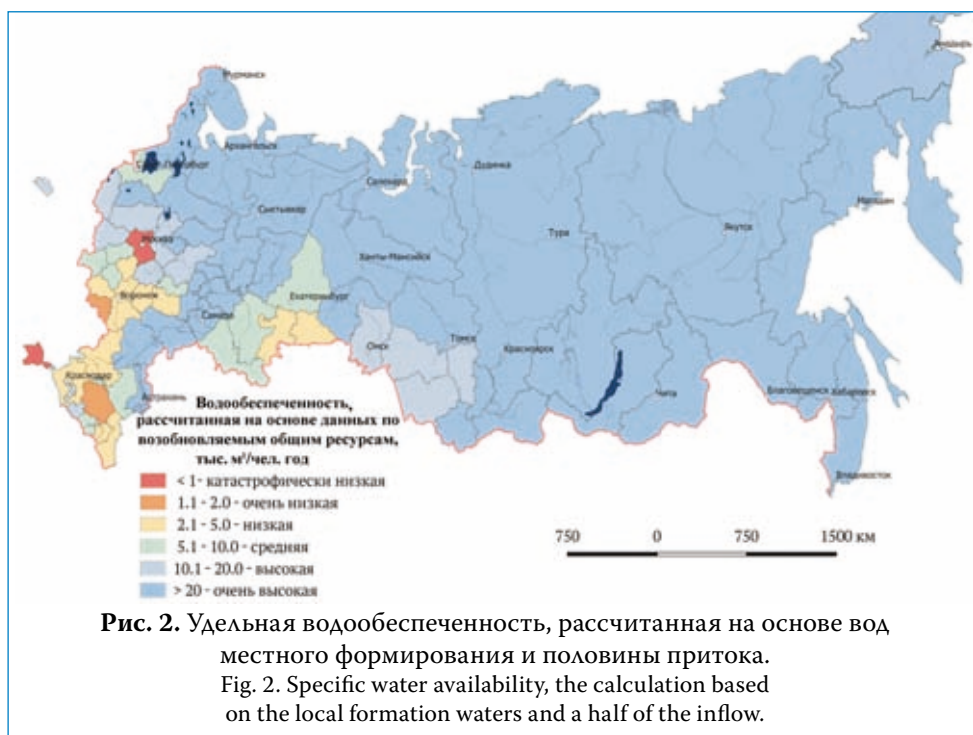 Мурманск
Анадырь
Архангельск
Санкт-Петербург
Салехард
Дудинка
Магадан
Сыктывкар
Москва
Тура
Якутск
Ханты-Мансийск
Воронеж
Екатеринбург
Самара
Омск
Томск
Красноярск
Краснодар
Астрахань
Чита
Благовещенск
Хабаровск
Владивосток
Водообеспеченность,
рассчитанная на основе данных по
возобновляемым общим ресурсам,
тыс. м³/чел. год
< 1- катастрофически низкая
1.1 - 2.0 - очень низкая
2.1 - 5.0 - низкая
5.1 - 10.0 - средняя
10.1 - 20.0 - высокая
> 20 - очень высокая
750 0 750 1500 км
Рис. 2. Удельная водообеспеченность, рассчитанная на основе вод
местного формирования и половины притока.
Fig. 2. Specific water availability, the calculation based
on the local formation waters and a half of the inflow.